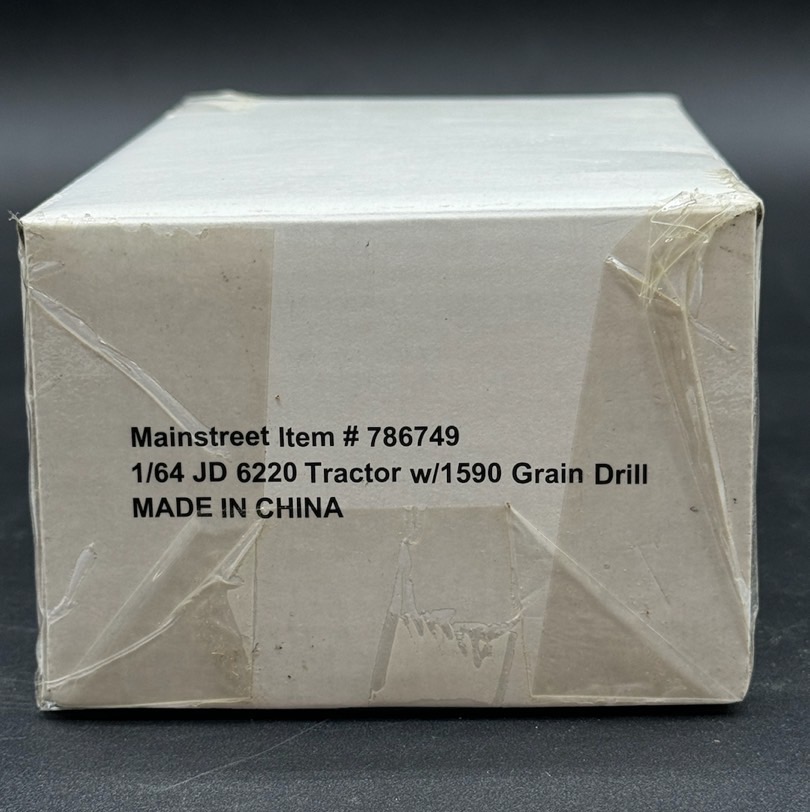 Mainstreet Item # 786749
1/64 JD 6220 Tractor w/1590 Grain Drill
MADE IN CHINA